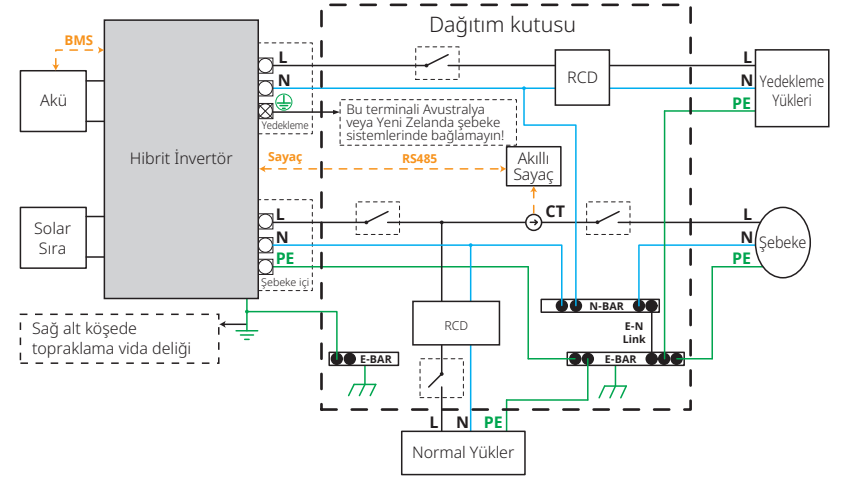 Dağıtım kutusu
BMS
L
N
Akü
RCD
L
N
PE
Yedekleme
Yükleri
Yedekleme
Bu terminali Avustralya
veya Yeni Zelanda şebeke
sistemlerinde bağlamayın!
Hibrit İnvertör
Sayaç
RS485
Akıllı
Sayaç
Solar
Sıra
L
N
PE
Şebeke içi
CT
L
N
PE
Şebeke
N-BAR
E-N
Link
RCD
Sağ alt köşede
topraklama vida deliği
E-BAR
E-BAR
L
N
PE
Normal Yükler